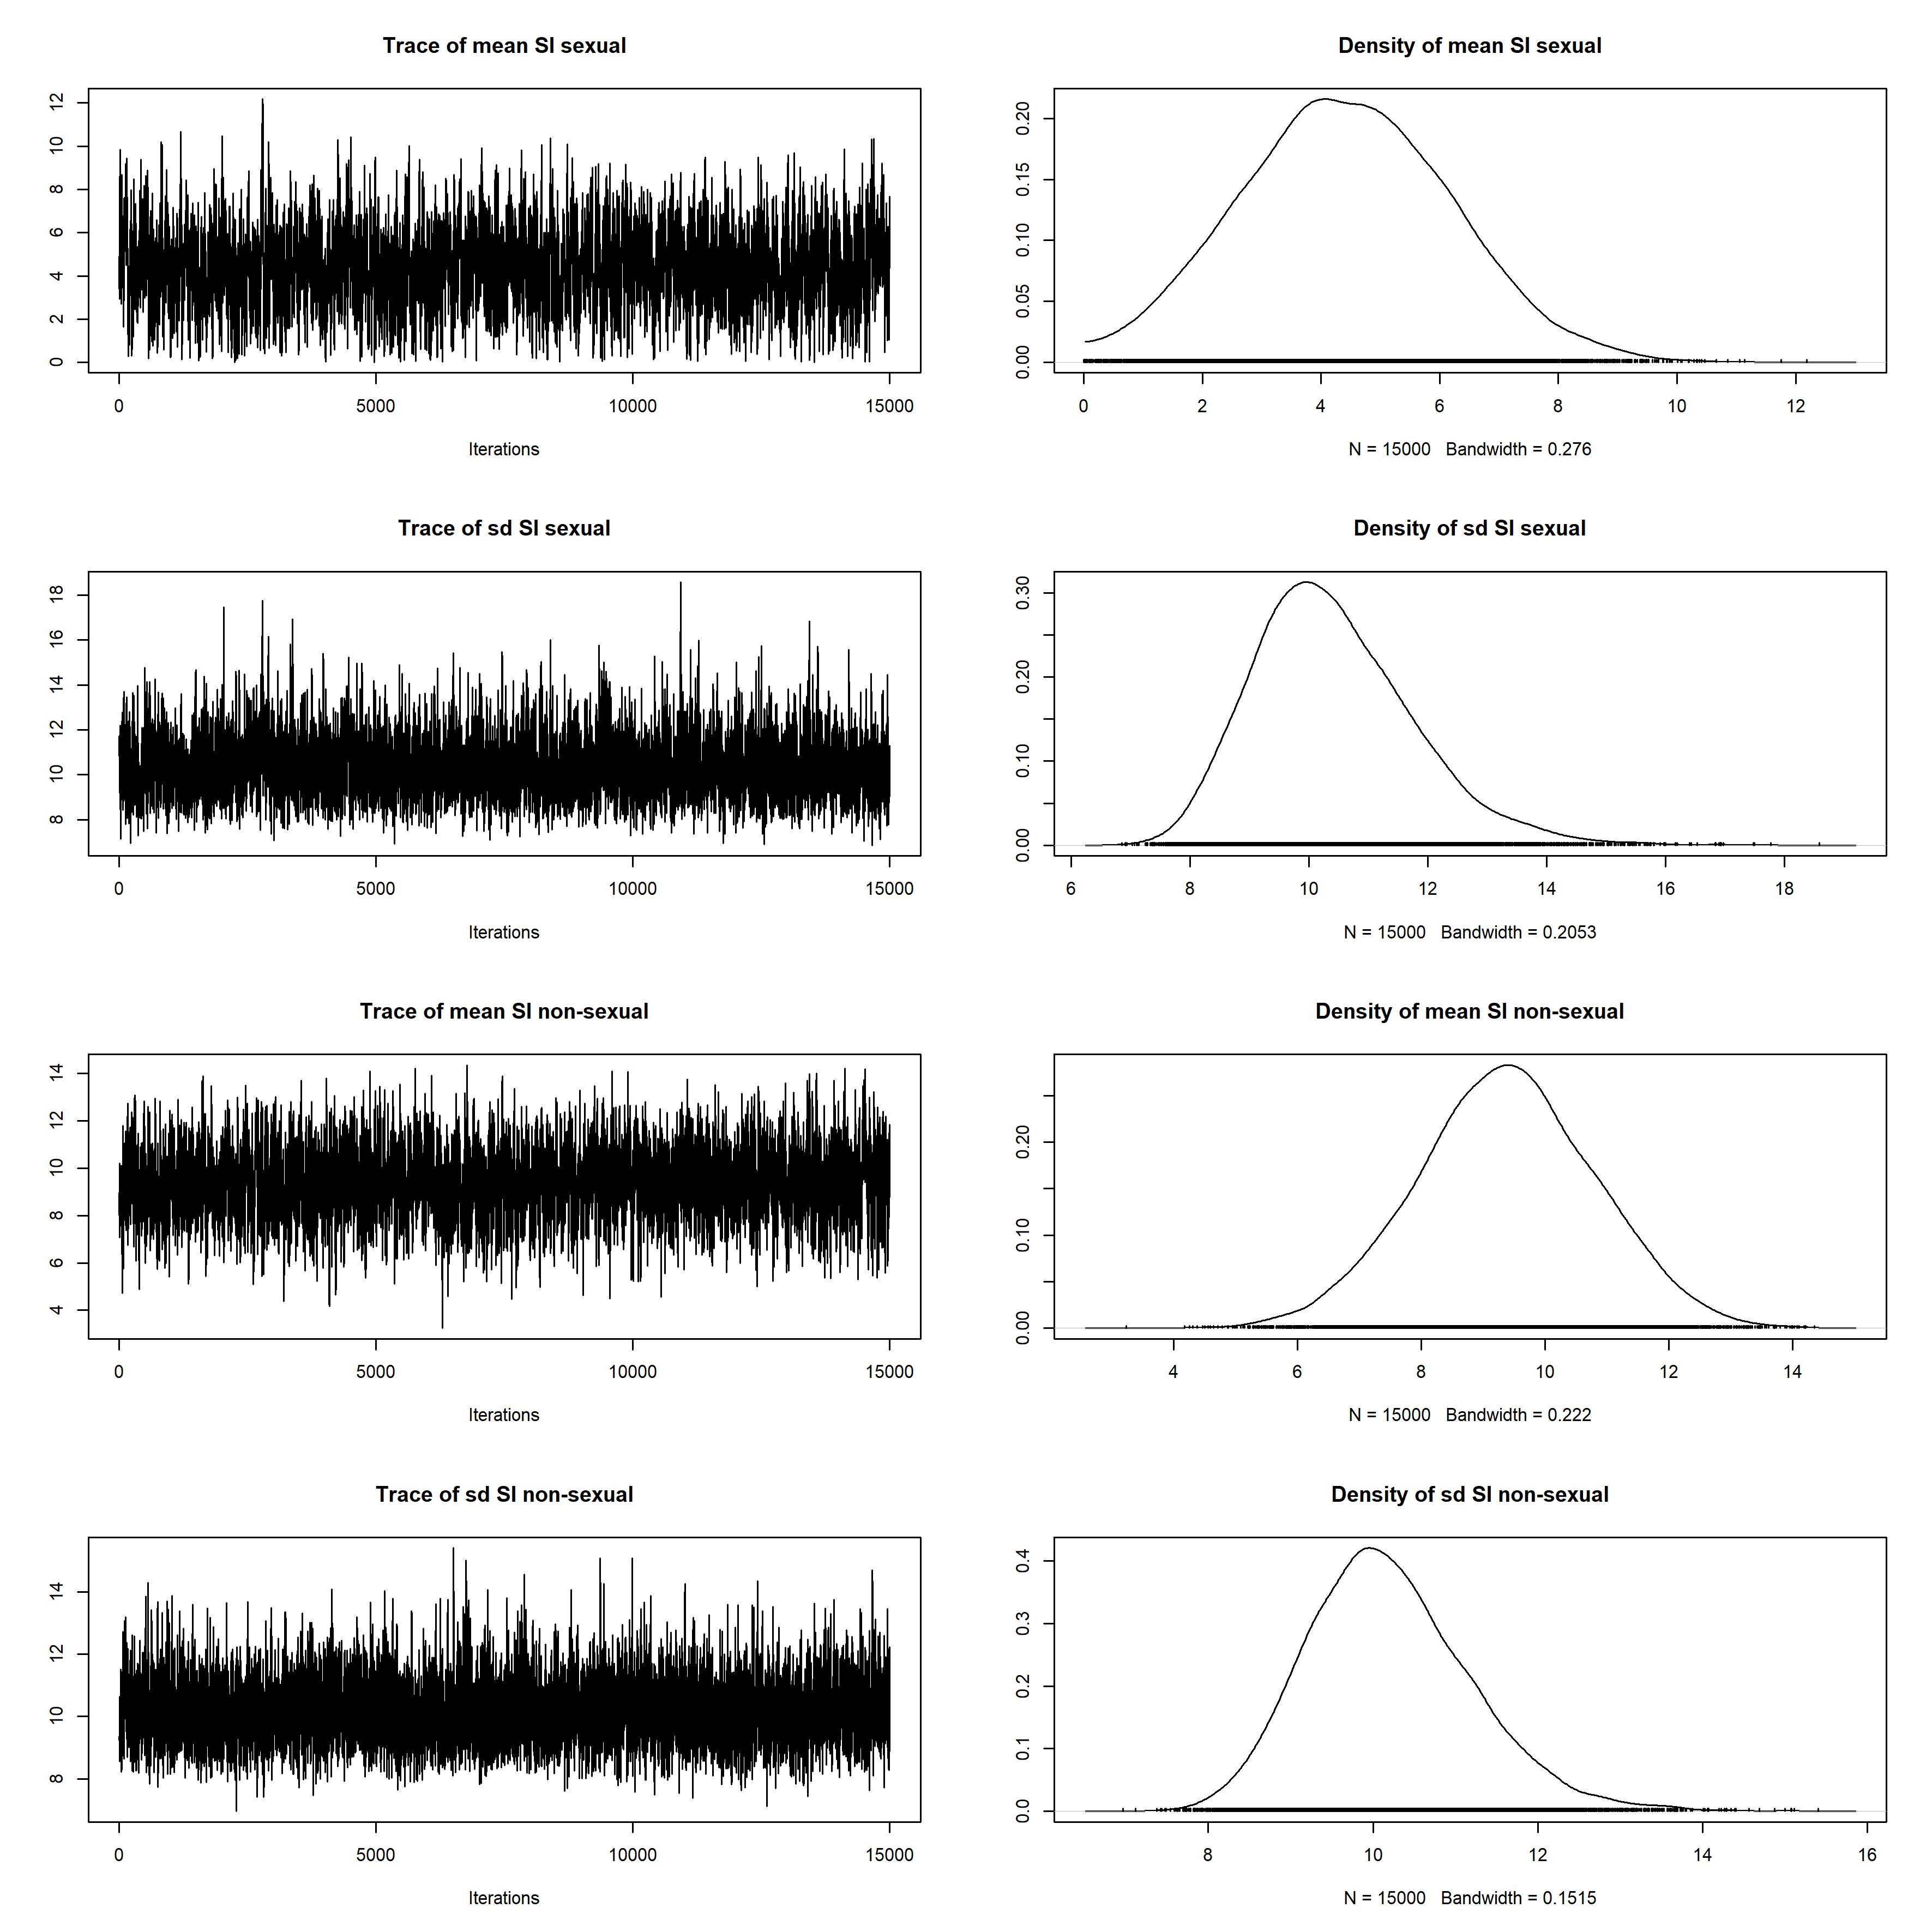 Trace of mean SI sexual
12
10
8
6
4
2
0
0 5000 10000 15000
Iterations
Density of mean SI sexual
0.20
0.15
0.10
0.05
0.00
0 2 4 6 8 10 12
N = 15000 Bandwidth = 0.276
Trace of sd SI sexual
18
16
14
12
10
8
0 5000 10000 15000
Iterations
Density of sd SI sexual
0.30
0.20
0.10
0.00
6 8 10 12 14 16 18
N = 15000 Bandwidth = 0.2053
Trace of mean SI non-sexual
14
12
10
8
6
4
0 5000 10000 15000
Iterations
Density of mean SI non-sexual
0.20
0.10
0.00
4 6 8 10 12 14
N = 15000 Bandwidth = 0.222
Trace of sd SI non-sexual
14
12
10
8
0 5000 10000 15000
Iterations
Density of sd SI non-sexual
0.4
0.3
0.2
0.1
0.0
8 10 12 14 16
N = 15000 Bandwidth = 0.1515